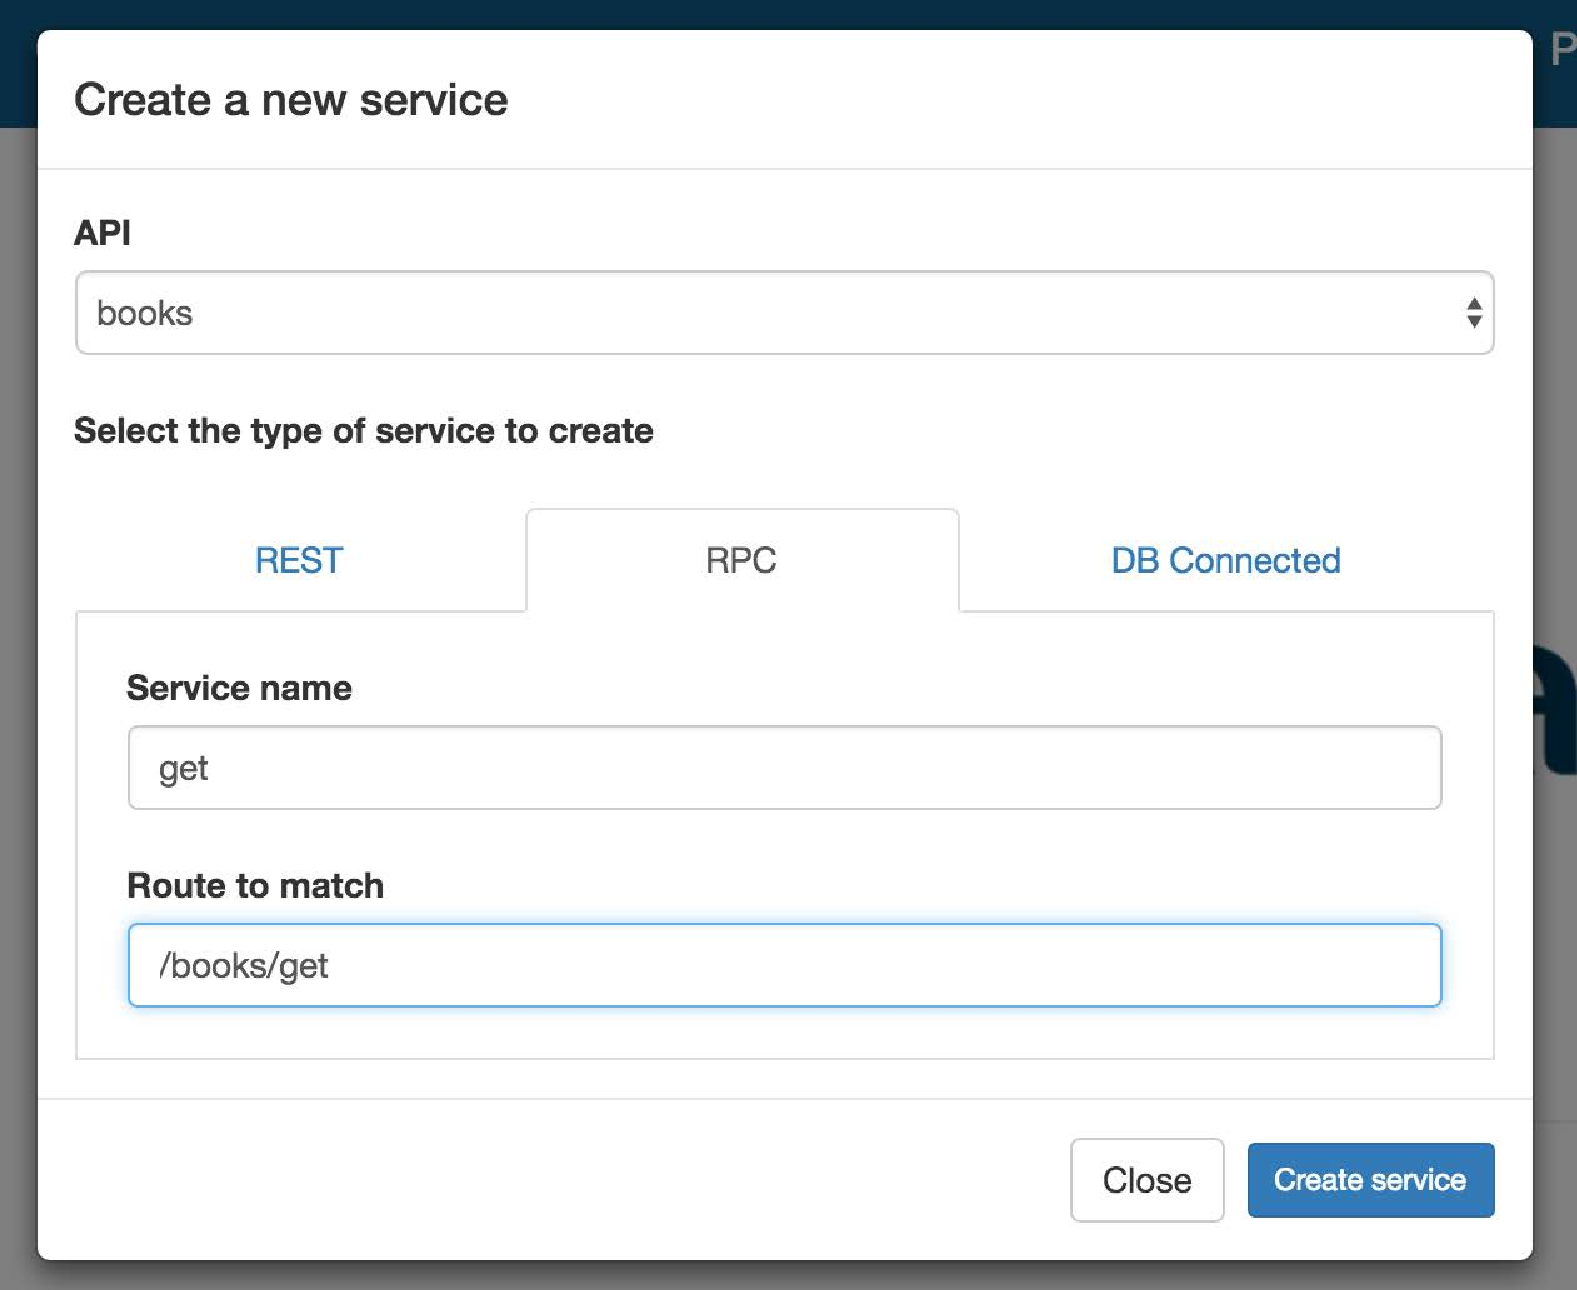 P
Create a new service
API
books
Select the type of service to create
REST
RPC
DB Connected
Service name
get
Route to match
/books/get
Close
Create service